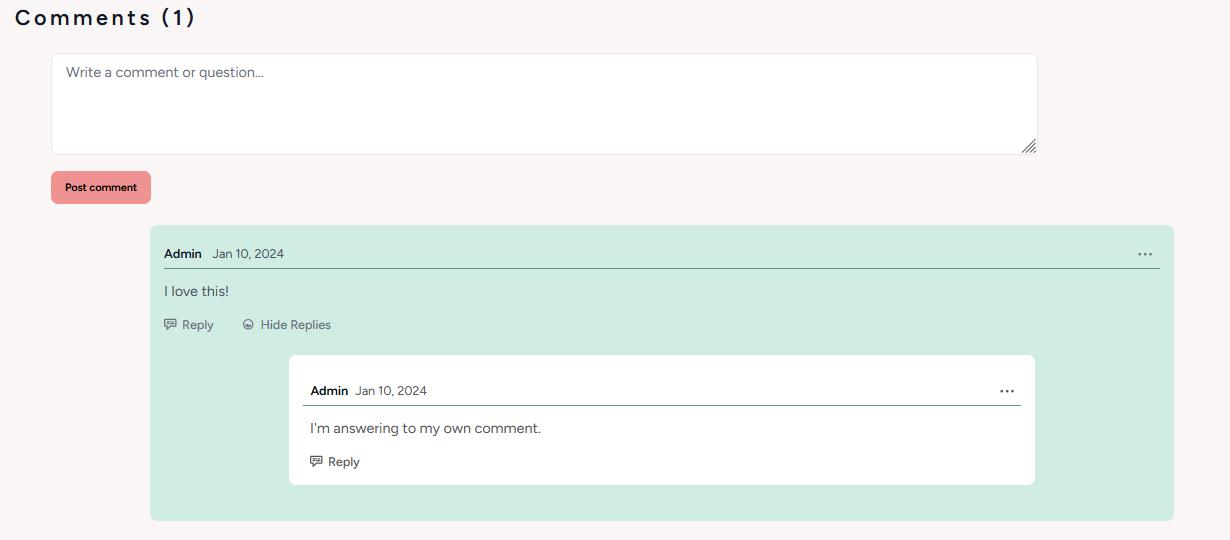 Comments (1)
Write a comment or question...
Post comment
Admin Jan 10, 2024
I love this!
Reply Hide Replies
Admin Jan 10, 2024
I'm answering to my own comment.
Reply